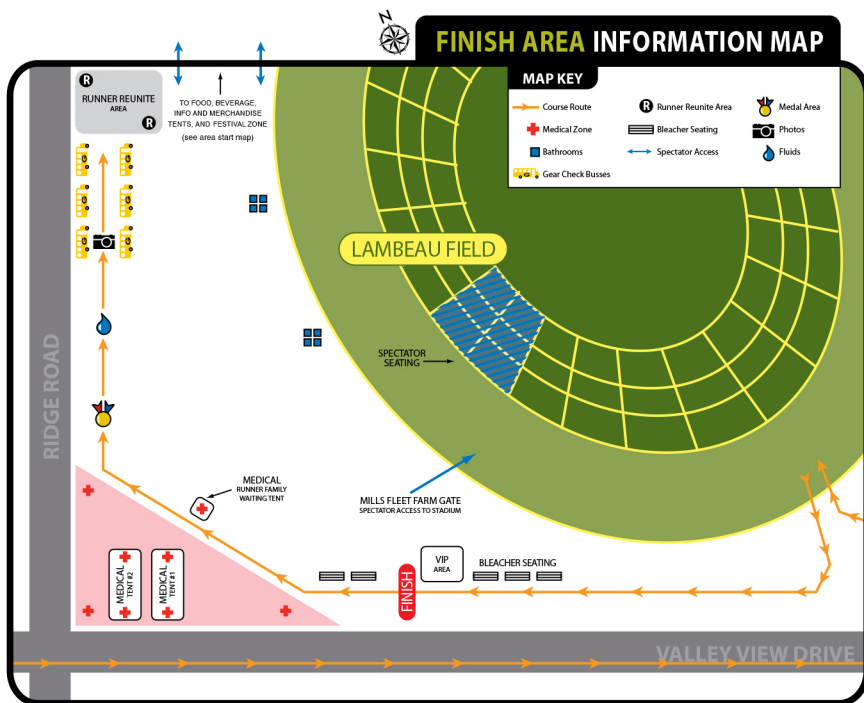 N
FINISH AREA INFORMATION MAP
MAP KEY
Course Route
R Runner Reunite Area
Medal Area
Medical Zone
Bleacher Seating
Photos
Bathrooms
Spectator Access
Fluids
G
Gear Check Busses
R
RUNNER REUNITE
AREA
R
TO FOOD, BEVERAGE,
INFO AND MERCHANDISE
TENTS, AND FESTIVAL ZONE
(see area start map)
G
G
G
G
G
G
LAMBEAU FIELD
SPECTATOR
SEATING
RIDGE ROAD
MEDICAL
RUNNER FAMILY
WAITING TENT
MILLS FLEET FARM GATE
SPECTATOR ACCESS TO STADIUM
MEDICAL
TENT #2
MEDICAL
TENT #1
VIP
AREA
BLEACHER SEATING
FINISH
VALLEY VIEW DRIVE